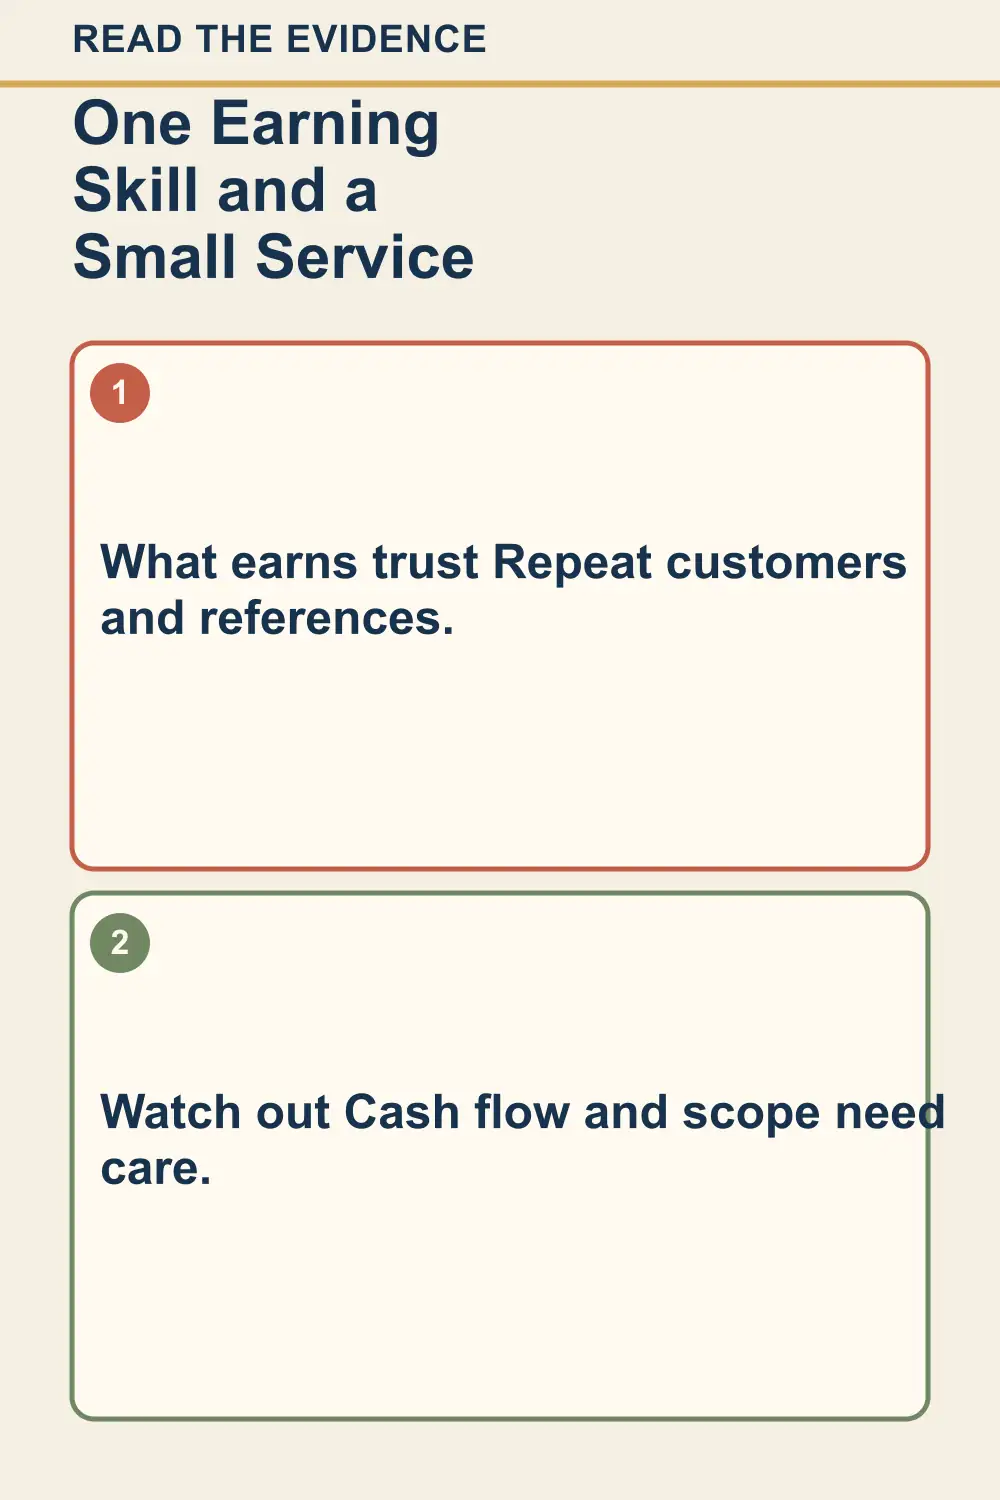 READ THE EVIDENCE
One Earning
Skill and a
Small Service
1
What earns trust Repeat customers
and references.
2
Watch out Cash flow and scope need
care.